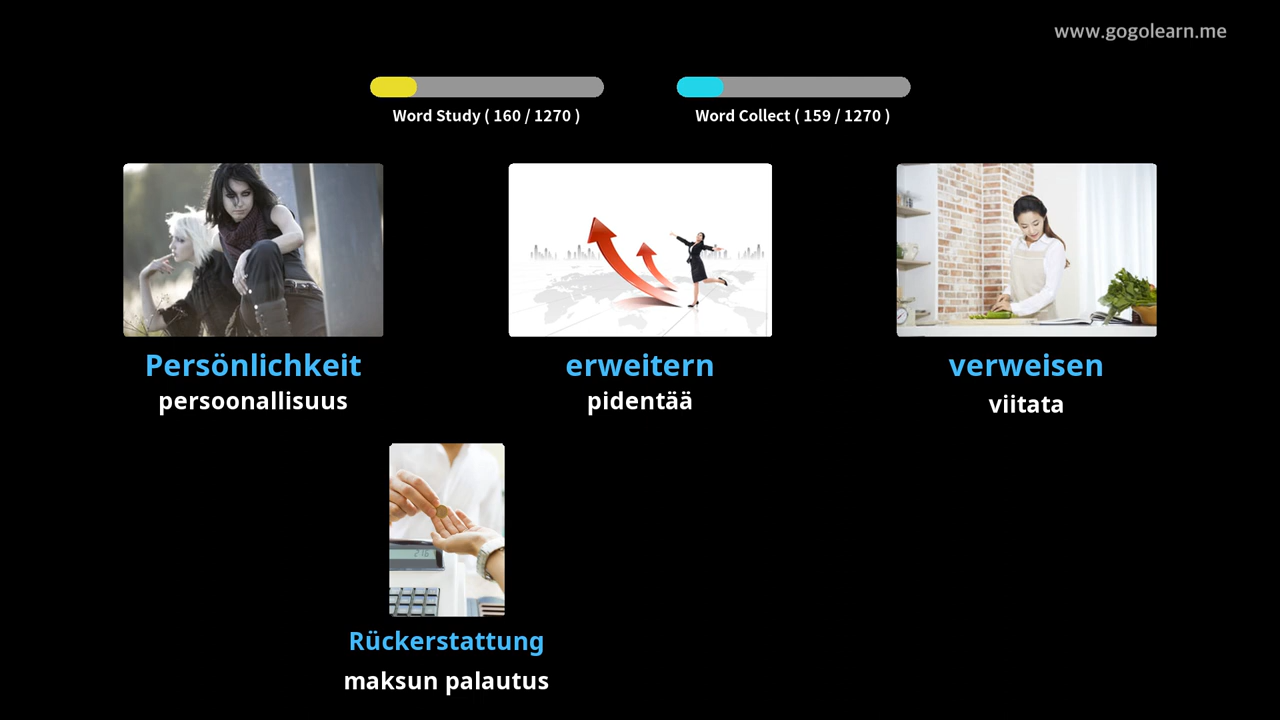 www.gogolearn.me
Word Study ( 160 / 1270 )
Word Collect ( 159 / 1270 )
Persönlichkeit
persoonallisuus
erweitern
pidentää
verweisen
viitata
Rückerstattung
maksun palautus